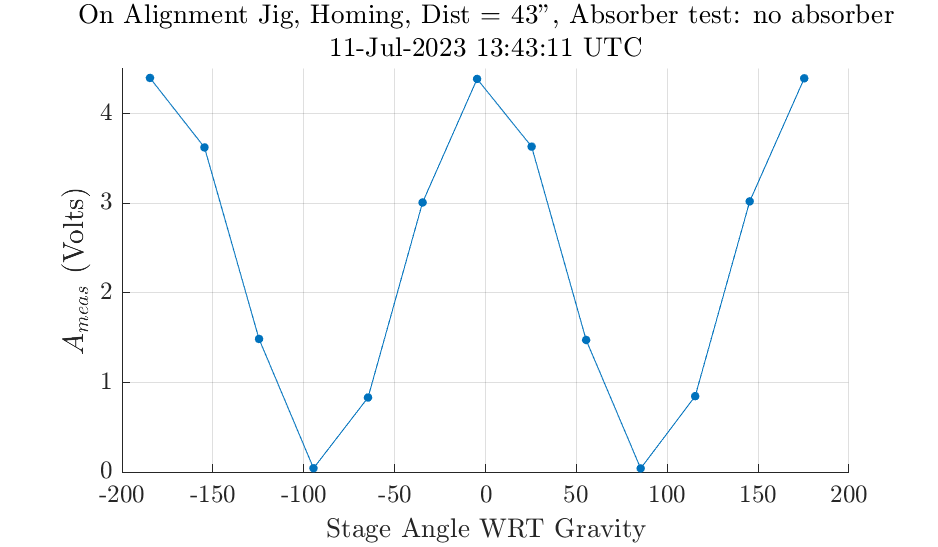 On Alignment Jig, Homing, Dist = 43", Absorber test: no absorber
11-Jul-2023 13:43:11 UTC
A_meas (Volts)
4
3
2
1
0
-200 -150 -100 -50 0 50 100 150 200
Stage Angle WRT Gravity